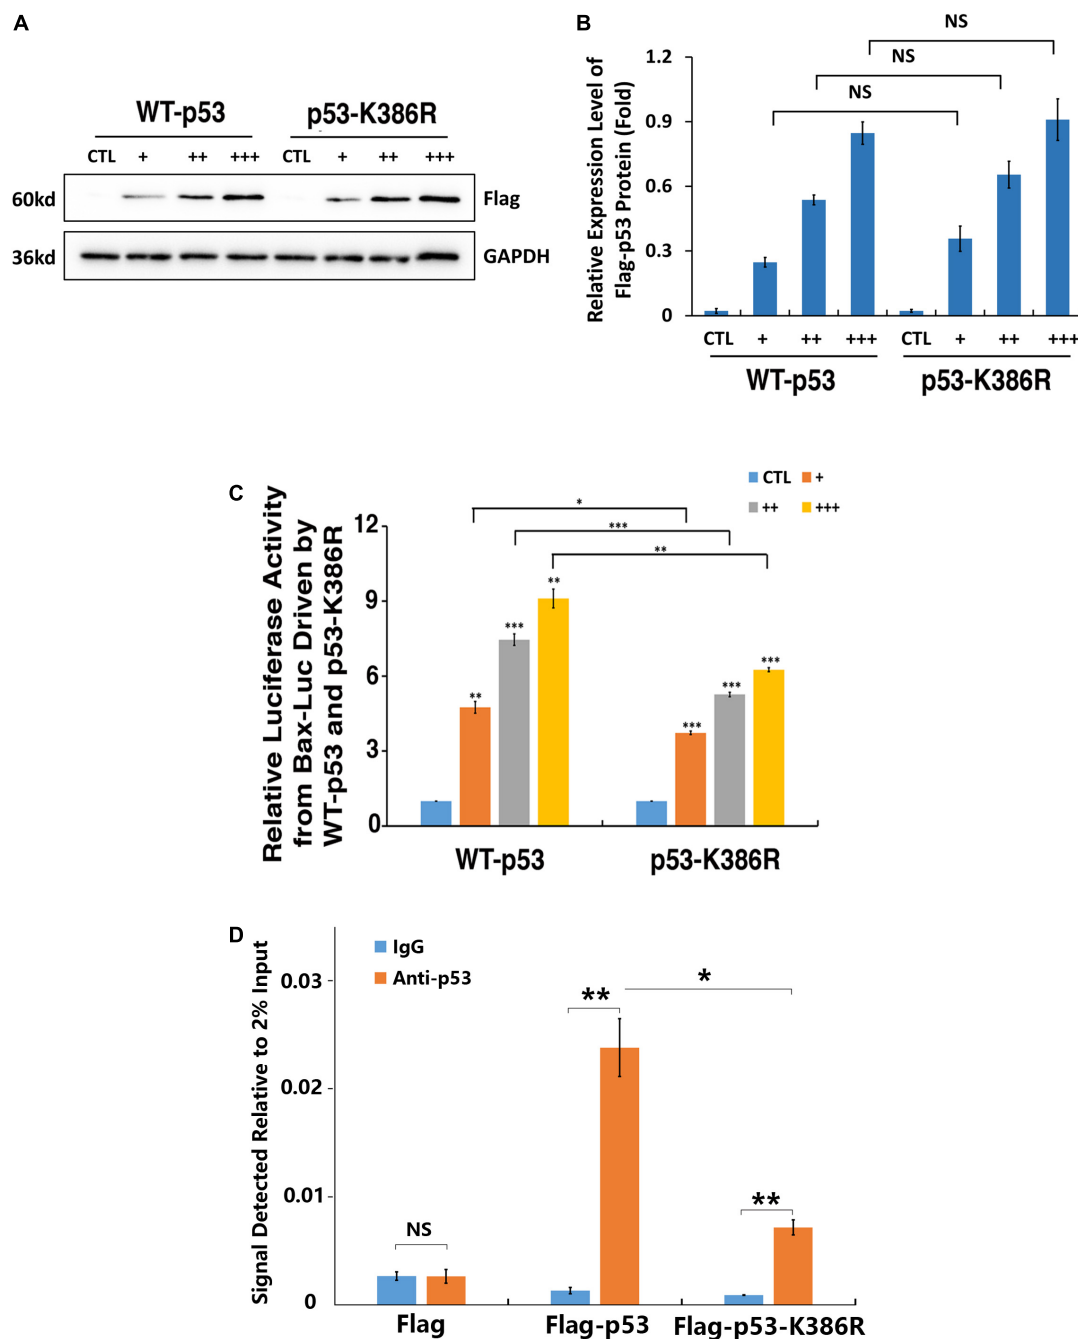 A
WT-p53 p53-K386R
CTL + ++ +++ CTL + ++ +++
60kd Flag
36kd GAPDH
B
Relative Expression Level of
Flag-p53 Protein (Fold)
NS
NS
NS
1.2
0.9
0.6
0.3
0
CTL + ++ +++ CTL + ++ +++
WT-p53 p53-K386R
C
Relative Luciferase Activity
from Bax-Luc Driven by
WT-p53 and p53-K386R
CTL +
++ +++
*
***
**
12
9
6
3
0
** *** **
*** *** ***
WT-p53 p53-K386R
D
Signal Detected Relative to 2% Input
IgG
Anti-p53
0.03
0.02
0.01
0
NS
**
*
**
Flag Flag-p53 Flag-p53-K386R